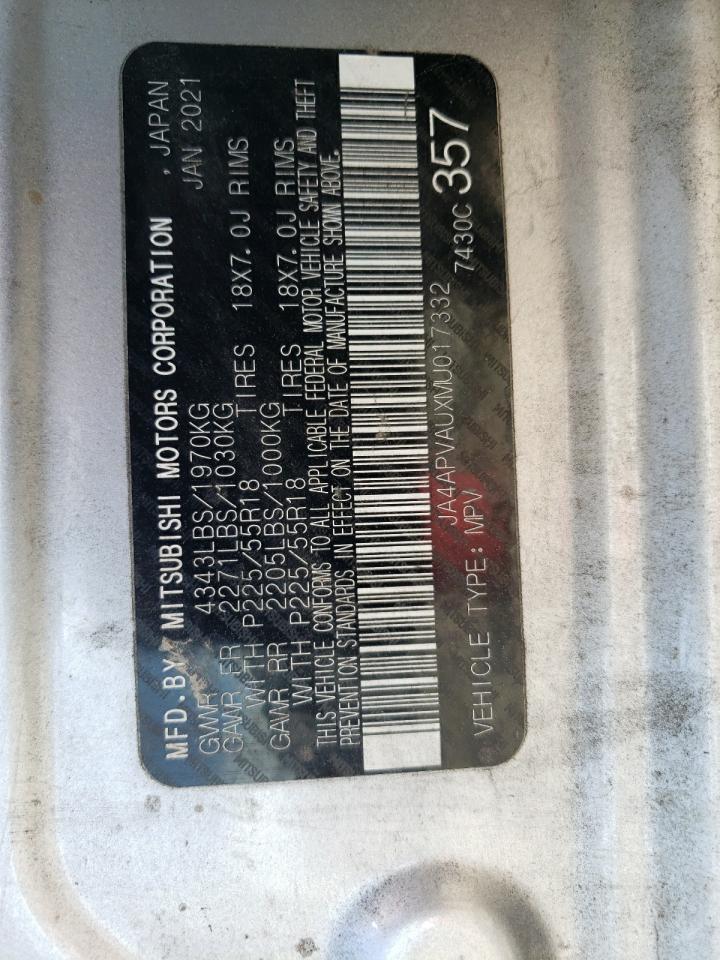 MFD.BY MITSUBISHI MOTORS CORPORATION , JAPAN
GVWR 4343LBS/1970KG JAN 2021
GAWR FR 2271LBS/1030KG
WITH P225/55R18 TIRES 18X7.0J RIMS
GAWR RR 2205LBS/1000KG
WITH P225/55R18 TIRES 18X7.0J RIMS
THIS VEHICLE CONFORMS TO ALL APPLICABLE FEDERAL MOTOR VEHICLE SAFETY AND THEFT
PREVENTION STANDARDS IN EFFECT ON THE DATE OF MANUFACTURE SHOWN ABOVE.
JA4APVAUXMU017332
VEHICLE TYPE: MPV 7430C 357